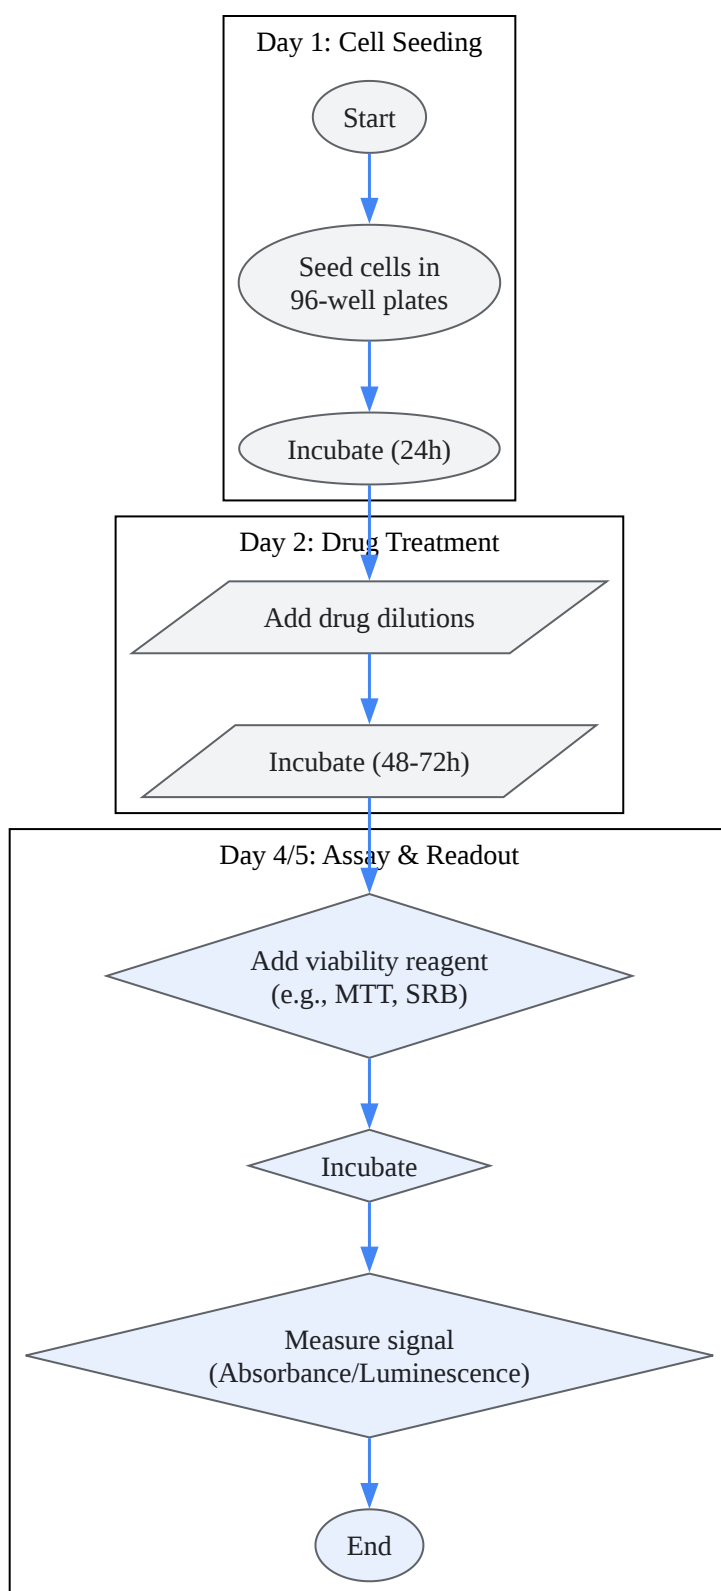 Day 1: Cell Seeding
Start
Seed cells in
96-well plates
Incubate (24h)
Day 2: Drug Treatment
Add drug dilutions
Incubate (48-72h)
Day 4/5: Assay & Readout
Add viability reagent
(e.g., MTT, SRB)
Incubate
Measure signal
(Absorbance/Luminescence)
End